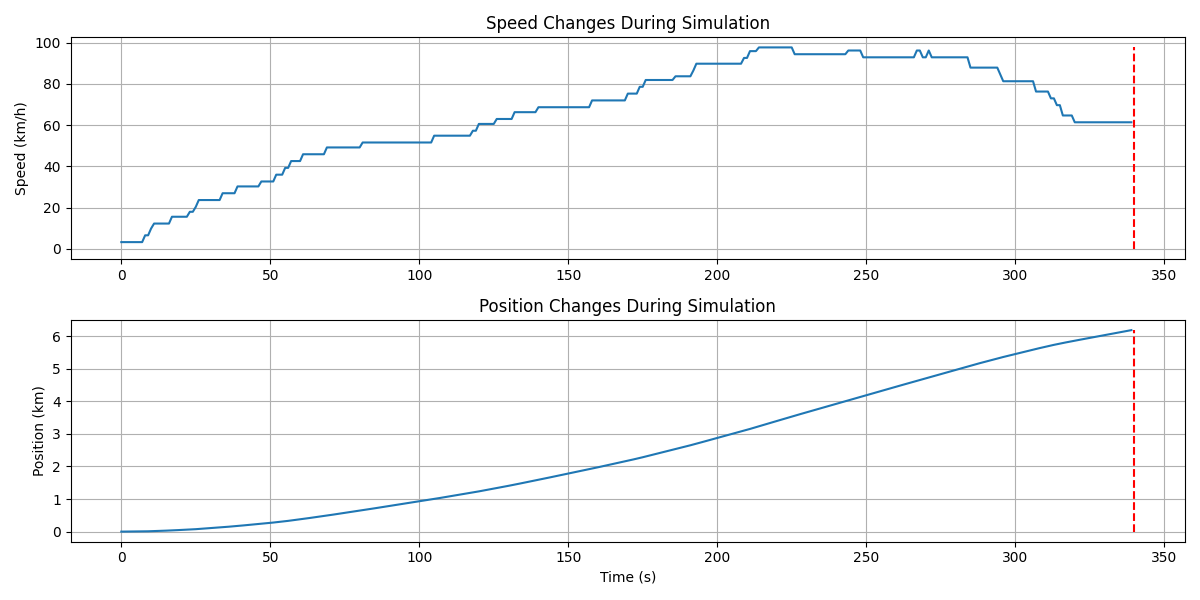 Speed Changes During Simulation
Speed (km/h)
100
80
60
40
20
0
0 50 100 150 200 250 300 350
Position Changes During Simulation
Position (km)
6
5
4
3
2
1
0
0 50 100 150 200 250 300 350
Time (s)